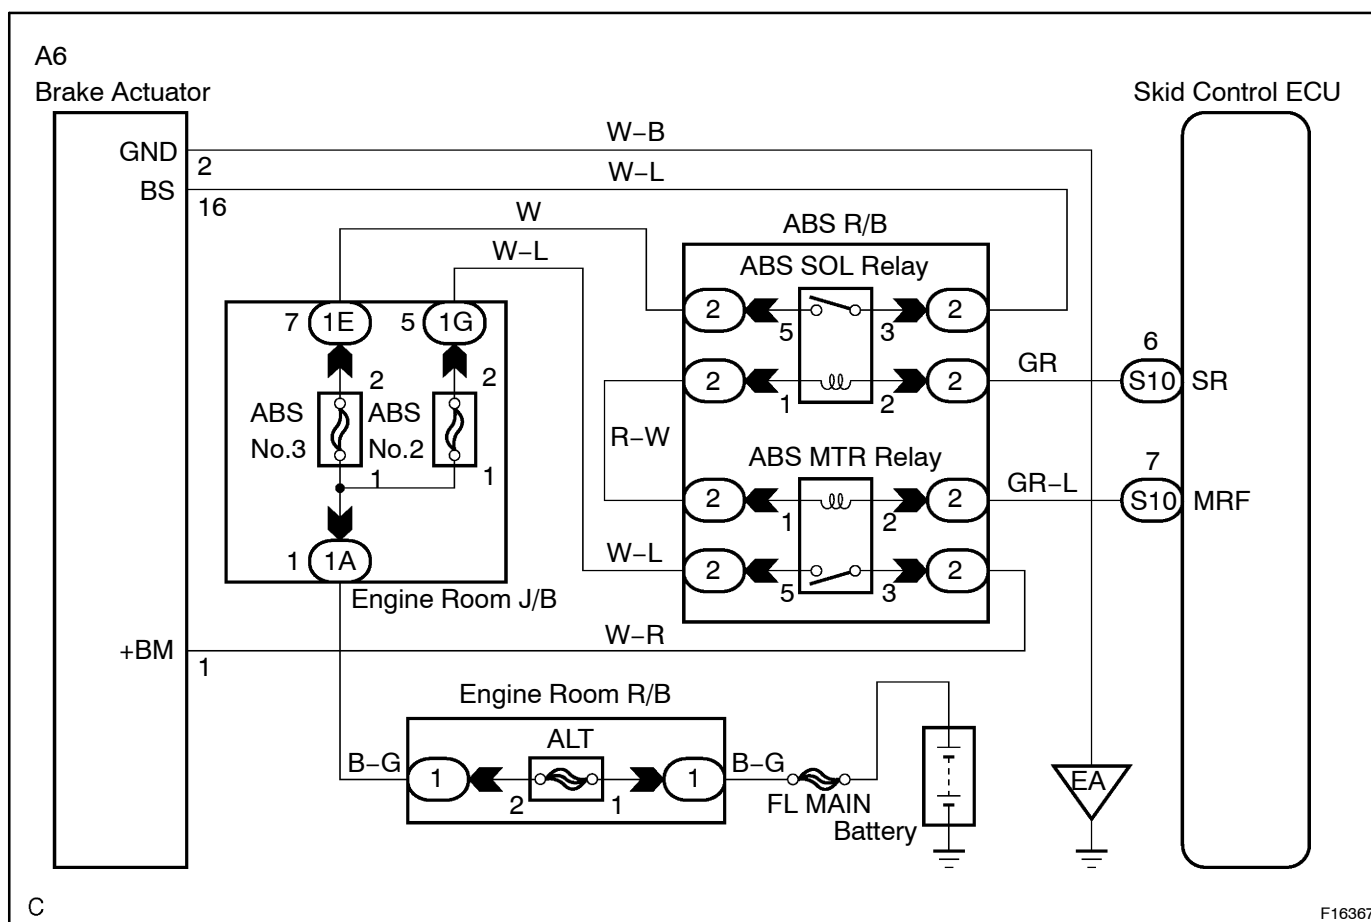 A6
Brake Actuator
Skid Control ECU
GND
2
W-B
BS
16
W-L
W
ABS R/B
W-L
ABS SOL Relay
7
1E
5
1G
2
5
3
2
2
2
6
ABS
No.3
ABS
No.2
2
1
2
2
GR
S10
SR
R-W
1
1
ABS MTR Relay
7
2
1
2
2
GR-L
S10
MRF
1
1A
W-L
2
5
3
2
Engine Room J/B
+BM
1
W-R
Engine Room R/B
ALT
B-G
1
2
1
1
B-G
FL MAIN
Battery
EA
C
F16367